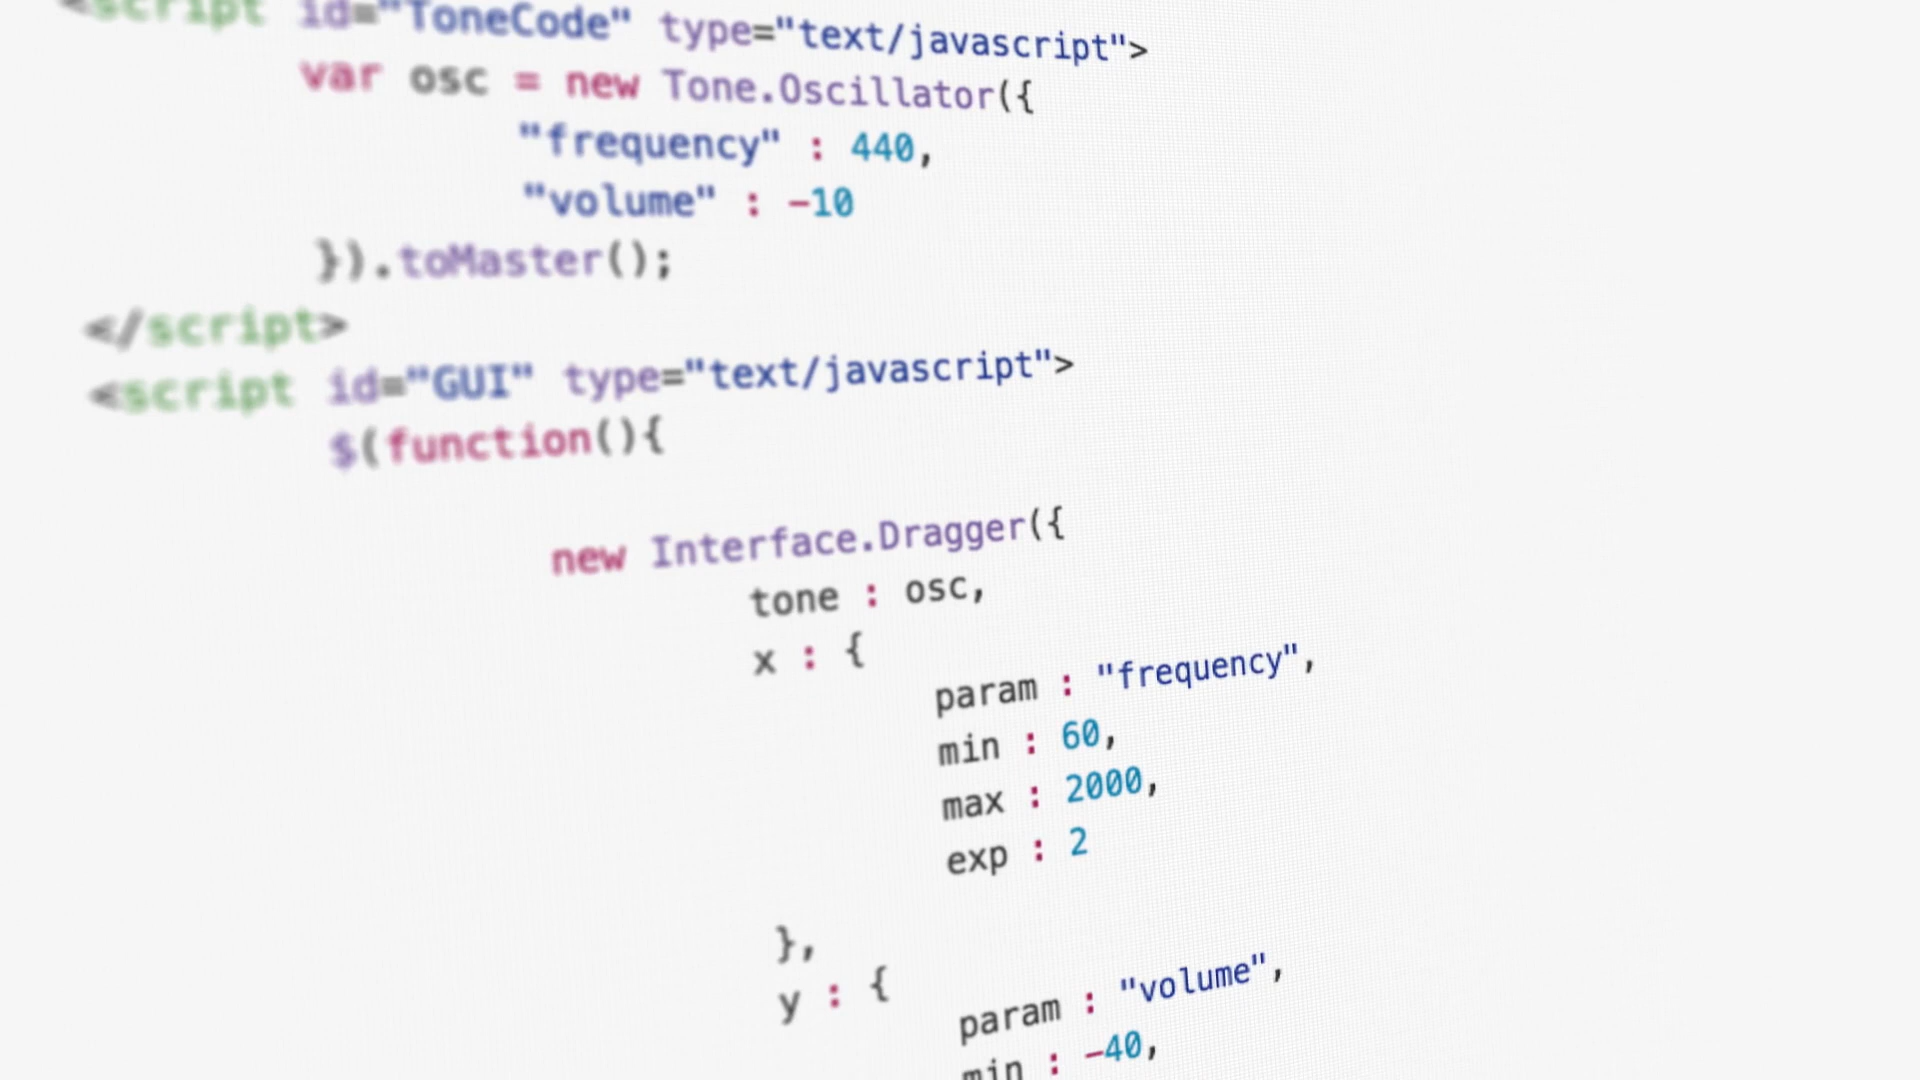 <script id="ToneCode" type="text/javascript">
var osc = new Tone.Oscillator({
"frequency" : 440,
"volume" : -10
}).toMaster();
</script>
<script id="GUI" type="text/javascript">
$(function(){
new Interface.Dragger({
tone : osc,
x : {
param : "frequency",
min : 60,
max : 2000,
exp : 2
},
y : {
param : "volume",
min : -40,